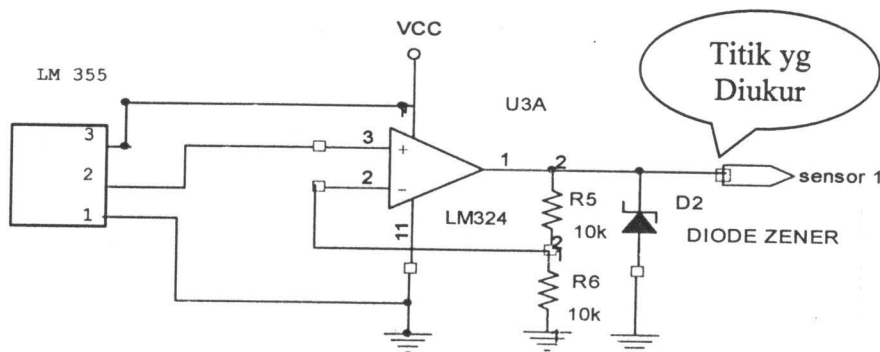 VCC
LM 355
Titik yg
Diukur
U3A
3
2
1
3
2
+
-
1
11
LM324
2
R5
10k
2
1
R6
10k
1
D2
DIODE ZENER
sensor 1